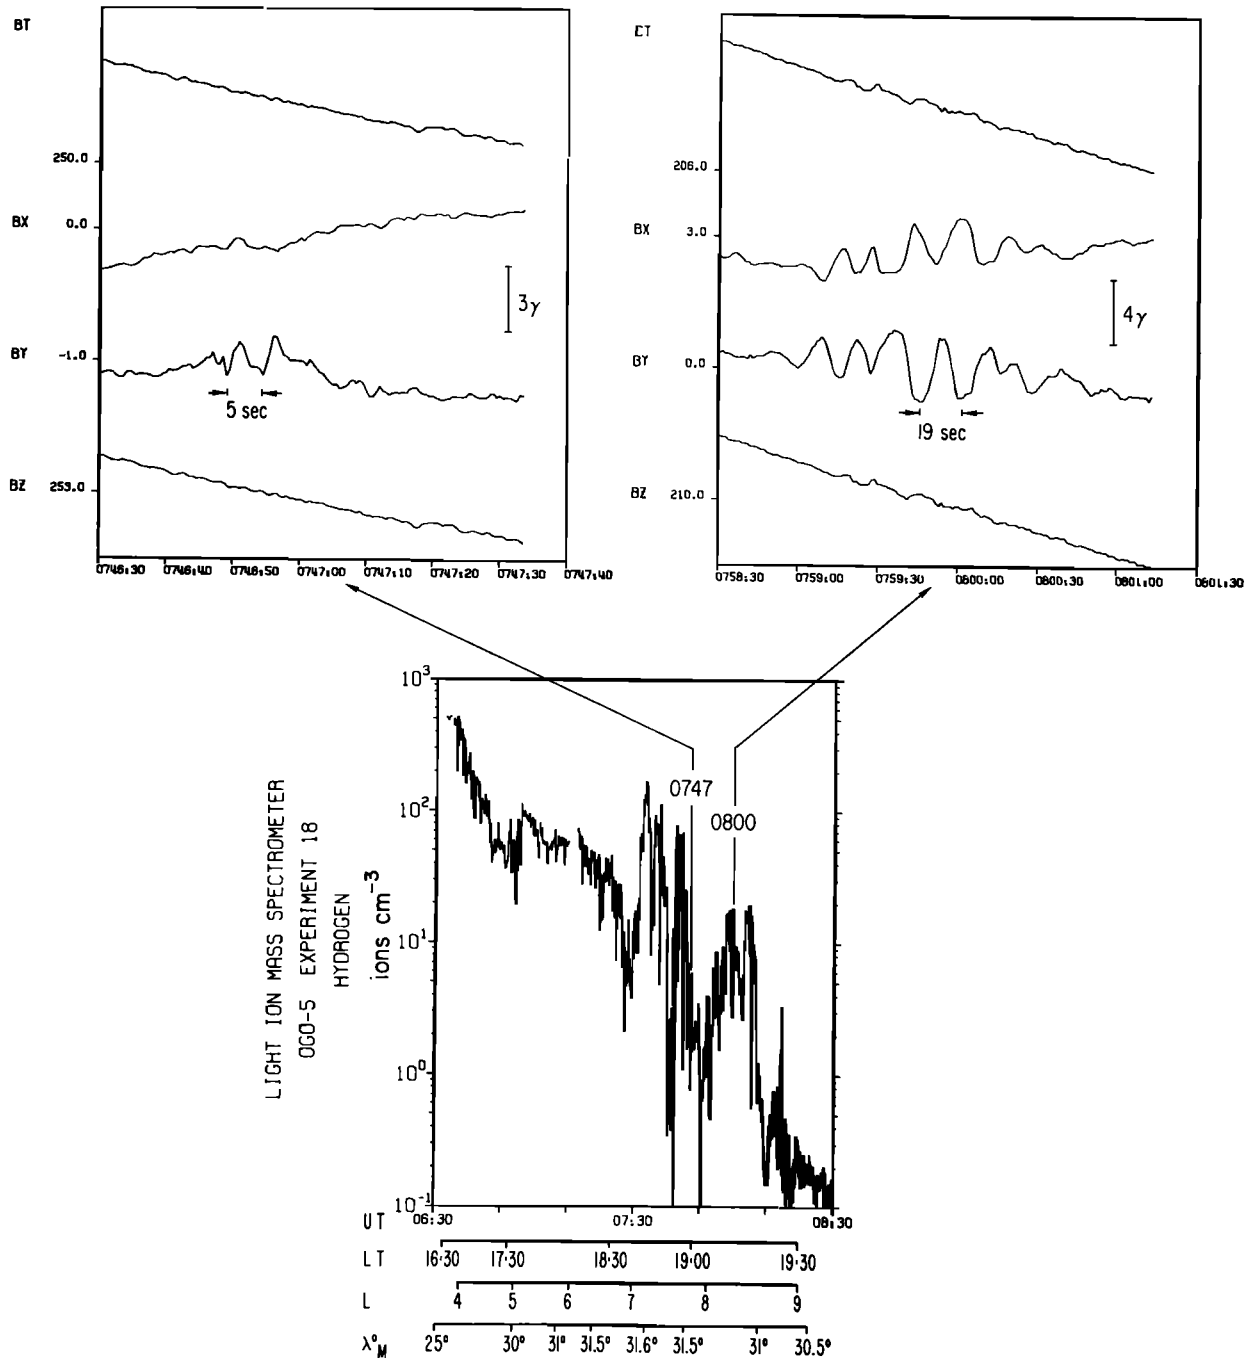 BT
250.0
BX
0.0
3γ
BY
-1.0
5 sec
BZ
253.0
0746:30 0746:40 0746:50 0747:00 0747:10 0747:20 0747:30 0747:40
BT
206.0
BX
3.0
4γ
BY
0.0
19 sec
BZ
210.0
0758:30 0759:00 0759:30 0800:00 0800:30 0801:00 0801:30
LIGHT ION MASS SPECTROMETER
OGO-5 EXPERIMENT 18
HYDROGEN
ions cm⁻³
10³
10²
10¹
10⁰
10⁻¹
0747
0800
UT 06:30 07:30 08:30
LT 16:30 17:30 18:30 19:00 19:30
L 4 5 6 7 8 9
λ°M 25° 30° 31° 31.5° 31.6° 31.5° 31° 30.5°